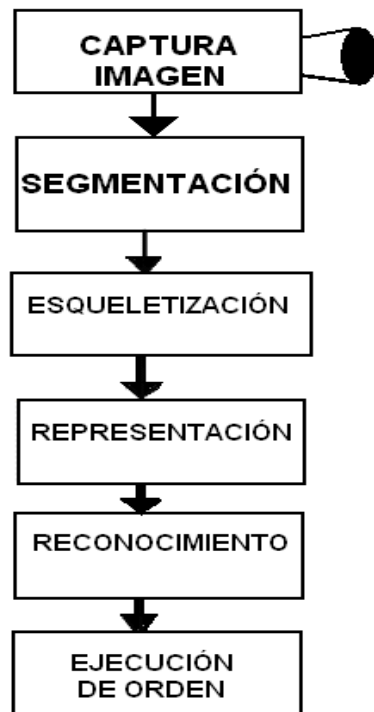 CAPTURA
IMAGEN
SEGMENTACIÓN
ESQUELETIZACIÓN
REPRESENTACIÓN
RECONOCIMIENTO
EJECUCIÓN
DE ORDEN